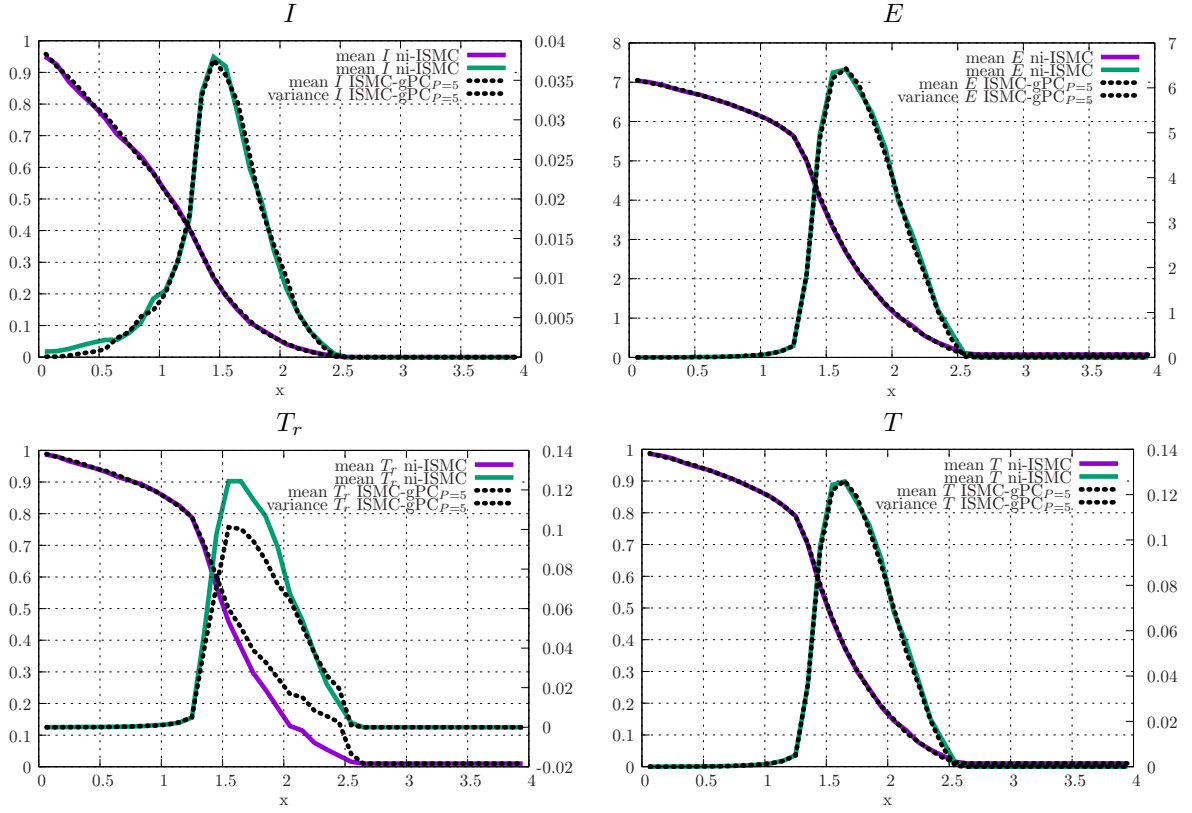 I
mean I ni-ISMC
mean I ni-ISMC
mean I ISMC-gPC_{P=5}
variance I ISMC-gPC_{P=5}
1
0.9
0.8
0.7
0.6
0.5
0.4
0.3
0.2
0.1
0
0.04
0.035
0.03
0.025
0.02
0.015
0.01
0.005
0
0 0.5 1 1.5 2 2.5 3 3.5 4
x
E
mean E ni-ISMC
mean E ni-ISMC
mean E ISMC-gPC_{P=5}
variance E ISMC-gPC_{P=5}
8
7
6
5
4
3
2
1
0
7
6
5
4
3
2
1
0
0 0.5 1 1.5 2 2.5 3 3.5 4
x
T_r
mean T_r ni-ISMC
mean T_r ni-ISMC
mean T_r ISMC-gPC_{P=5}
variance T_r ISMC-gPC_{P=5}
1
0.9
0.8
0.7
0.6
0.5
0.4
0.3
0.2
0.1
0
0.14
0.12
0.1
0.08
0.06
0.04
0.02
0
-0.02
0 0.5 1 1.5 2 2.5 3 3.5 4
x
T
mean T ni-ISMC
mean T ni-ISMC
mean T ISMC-gPC_{P=5}
variance T ISMC-gPC_{P=5}
1
0.9
0.8
0.7
0.6
0.5
0.4
0.3
0.2
0.1
0
0.14
0.12
0.1
0.08
0.06
0.04
0.02
0
0 0.5 1 1.5 2 2.5 3 3.5 4
x